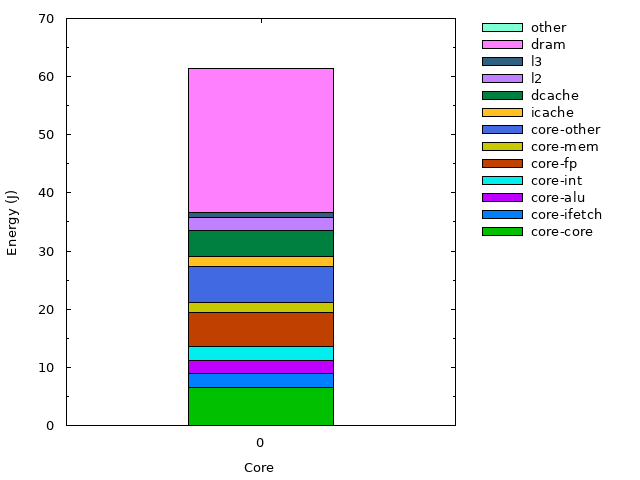 70
60
50
40
30
20
10
0
Energy (J)
0
Core
other
dram
l3
l2
dcache
icache
core-other
core-mem
core-fp
core-int
core-alu
core-ifetch
core-core